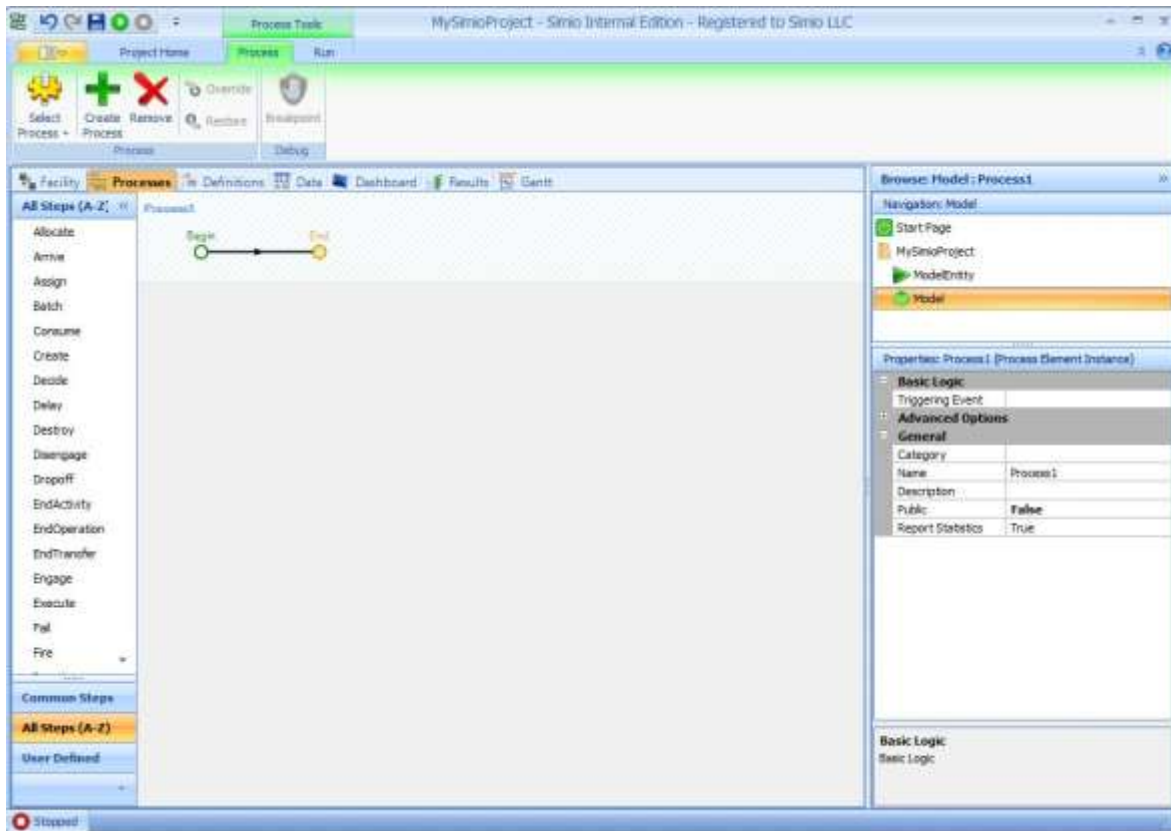 Process Tools
MySimioProject - Simio Internal Edition - Registered to Simio LLC
Project Home
Process
Run
Select Process
Create Process
Remove
Override
Restore
Breakpoint
Process
Debug
Facility
Processes
Definitions
Data
Dashboard
Results
Gantt
All Steps (A-Z)
Allocate
Arrive
Assign
Batch
Consume
Create
Decide
Delay
Destroy
Disengage
Dropoff
EndActivity
EndOperation
EndTransfer
Engage
Execute
Fail
Fire
Common Steps
All Steps (A-Z)
User Defined
Process1
Begin
End
Browse: Model : Process1
Navigation: Model
Start Page
MySimioProject
ModelEntity
Model
Properties: Process1 (Process Element Instance)
Basic Logic
Triggering Event
Advanced Options
General
Category
Name Process1
Description
Public False
Report Statistics True
Basic Logic
Basic Logic
Stopped